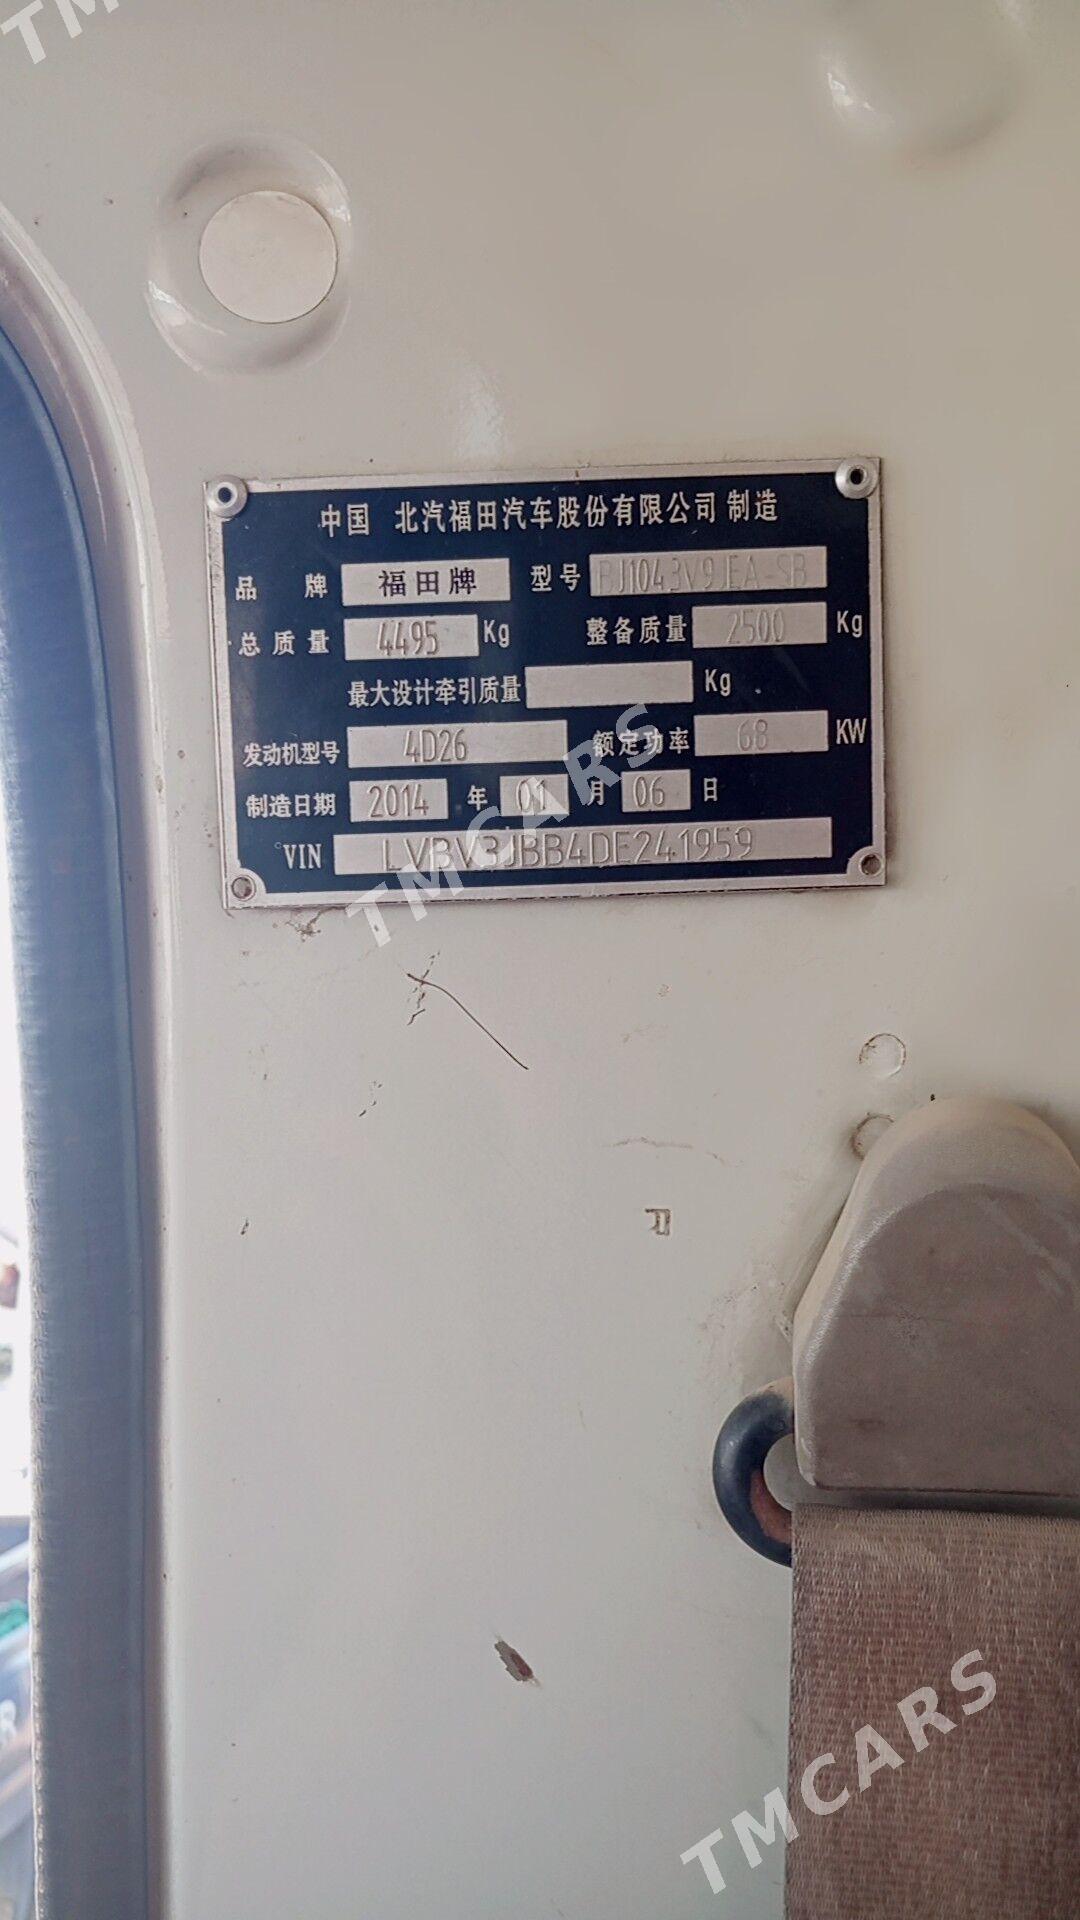 TMCARS
中国 北汽福田汽车股份有限公司 制造
品牌 福田牌 型号 BJ1043V9JEA-SB
总质量 4495 Kg 整备质量 2500 Kg
最大设计牵引质量 Kg
发动机型号 4D26 额定功率 68 KW
制造日期 2014 年 01 月 06 日
VIN LVBV3JBB4DE241959
TMCARS
TMCARS